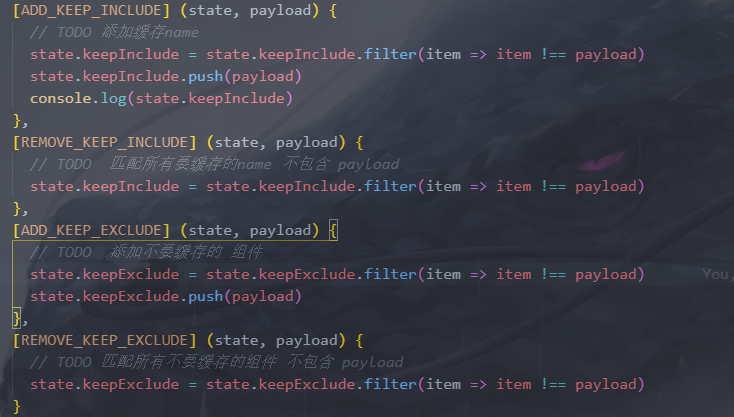 [ADD_KEEP_INCLUDE] (state, payload) {
  // TODO 添加缓存name
  state.keepInclude = state.keepInclude.filter(item => item !== payload)
  state.keepInclude.push(payload)
  console.log(state.keepInclude)
},
[REMOVE_KEEP_INCLUDE] (state, payload) {
  // TODO  匹配所有要缓存的name 不包含 payload
  state.keepInclude = state.keepInclude.filter(item => item !== payload)
},
[ADD_KEEP_EXCLUDE] (state, payload) {
  // TODO  添加不要缓存的 组件
  state.keepExclude = state.keepExclude.filter(item => item !== payload) You,
  state.keepExclude.push(payload)
},
[REMOVE_KEEP_EXCLUDE] (state, payload) {
  // TODO 匹配所有不要缓存的组件 不包含 payload
  state.keepExclude = state.keepExclude.filter(item => item !== payload)
}